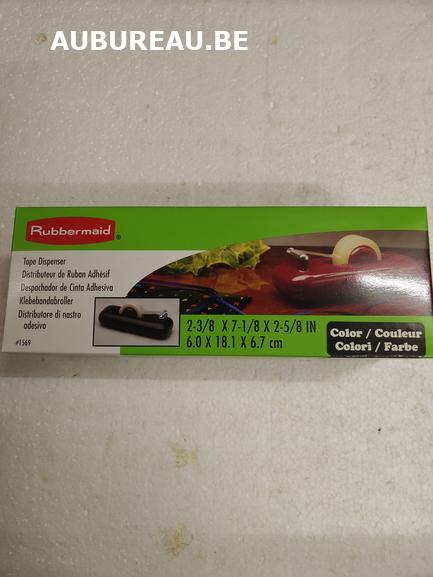 AUBUREAU.BE
Rubbermaid®
Tape Dispenser
Distributeur de Ruban Adhésif
Despachador de Cinta Adhesiva
Klebebandabroller
Distributore di nastro
adesivo
#1569
2-3/8 X 7-1/8 X 2-5/8 IN
6.0 X 18.1 X 6.7 cm
Color / Couleur
Colori / Farbe